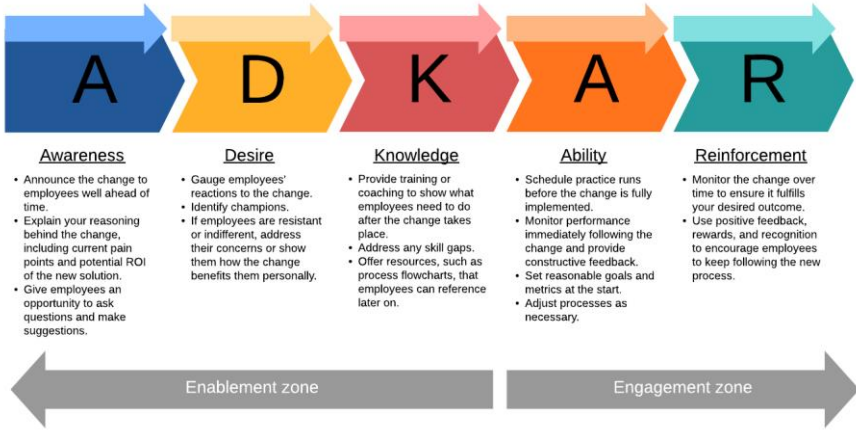 A
D
K
A
R
Awareness
• Announce the change to
employees well ahead of
time.
• Explain your reasoning
behind the change,
including current pain
points and potential ROI
of the new solution.
• Give employees an
opportunity to ask
questions and make
suggestions.
Desire
• Gauge employees'
reactions to the change.
• Identify champions.
• If employees are resistant
or indifferent, address
their concerns or show
them how the change
benefits them personally.
Knowledge
• Provide training or
coaching to show what
employees need to do
after the change takes
place.
• Address any skill gaps.
• Offer resources, such as
process flowcharts, that
employees can reference
later on.
Ability
• Schedule practice runs
before the change is fully
implemented.
• Monitor performance
immediately following the
change and provide
constructive feedback.
• Set reasonable goals and
metrics at the start.
• Adjust processes as
necessary.
Reinforcement
• Monitor the change over
time to ensure it fulfills
your desired outcome.
• Use positive feedback,
rewards, and recognition
to encourage employees
to keep following the new
process.
Enablement zone
Engagement zone